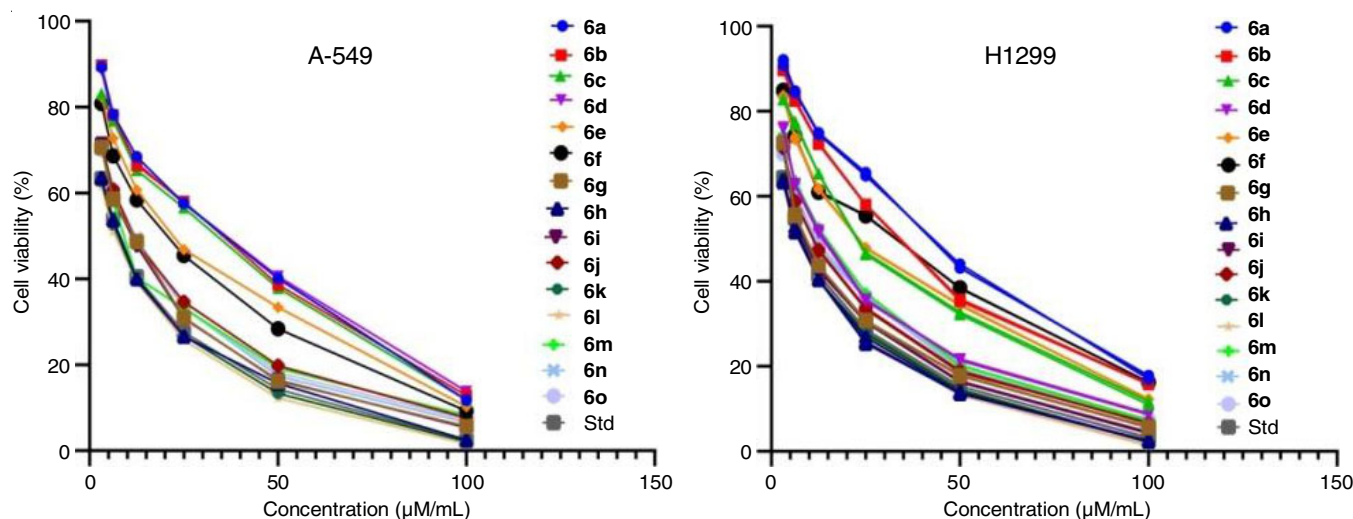 A-549
Cell viability (%)
100
80
60
40
20
0
0
50
100
150
Concentration (µM/mL)
6a
6b
6c
6d
6e
6f
6g
6h
6i
6j
6k
6l
6m
6n
6o
Std
H1299
Cell viability (%)
100
80
60
40
20
0
0
50
100
150
Concentration (µM/mL)
6a
6b
6c
6d
6e
6f
6g
6h
6i
6j
6k
6l
6m
6n
6o
Std